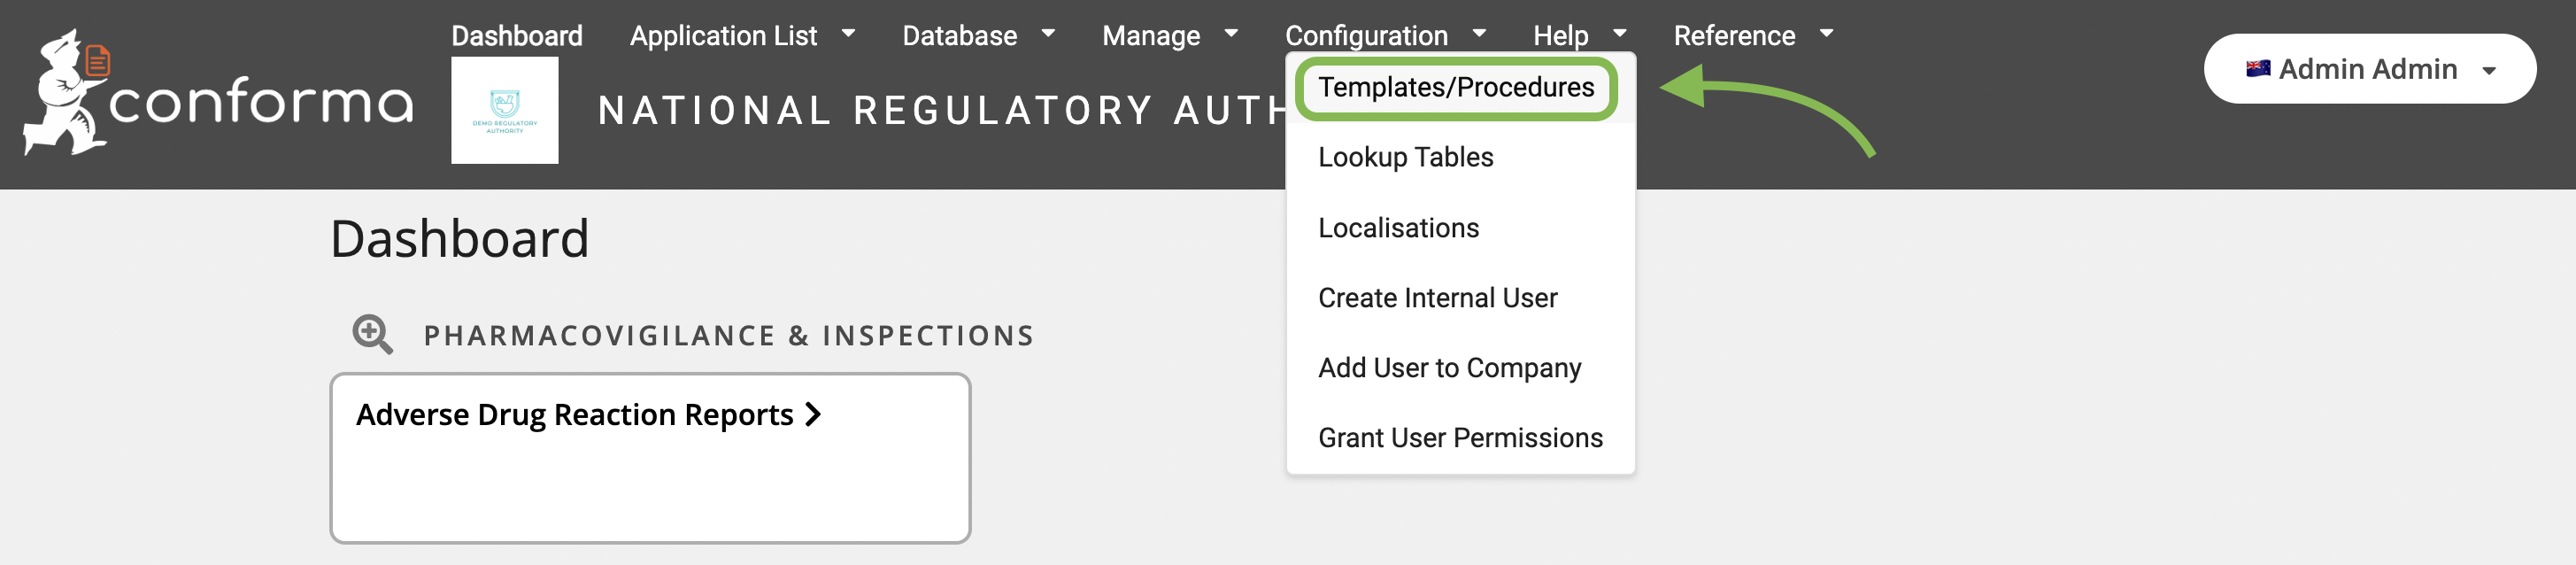 conforma
Dashboard Application List Database Manage Configuration Help Reference
DEMO REGULATORY
AUTHORITY
NATIONAL REGULATORY AUTH
Admin Admin
Templates/Procedures
Lookup Tables
Localisations
Create Internal User
Add User to Company
Grant User Permissions
Dashboard
PHARMACOVIGILANCE & INSPECTIONS
Adverse Drug Reaction Reports